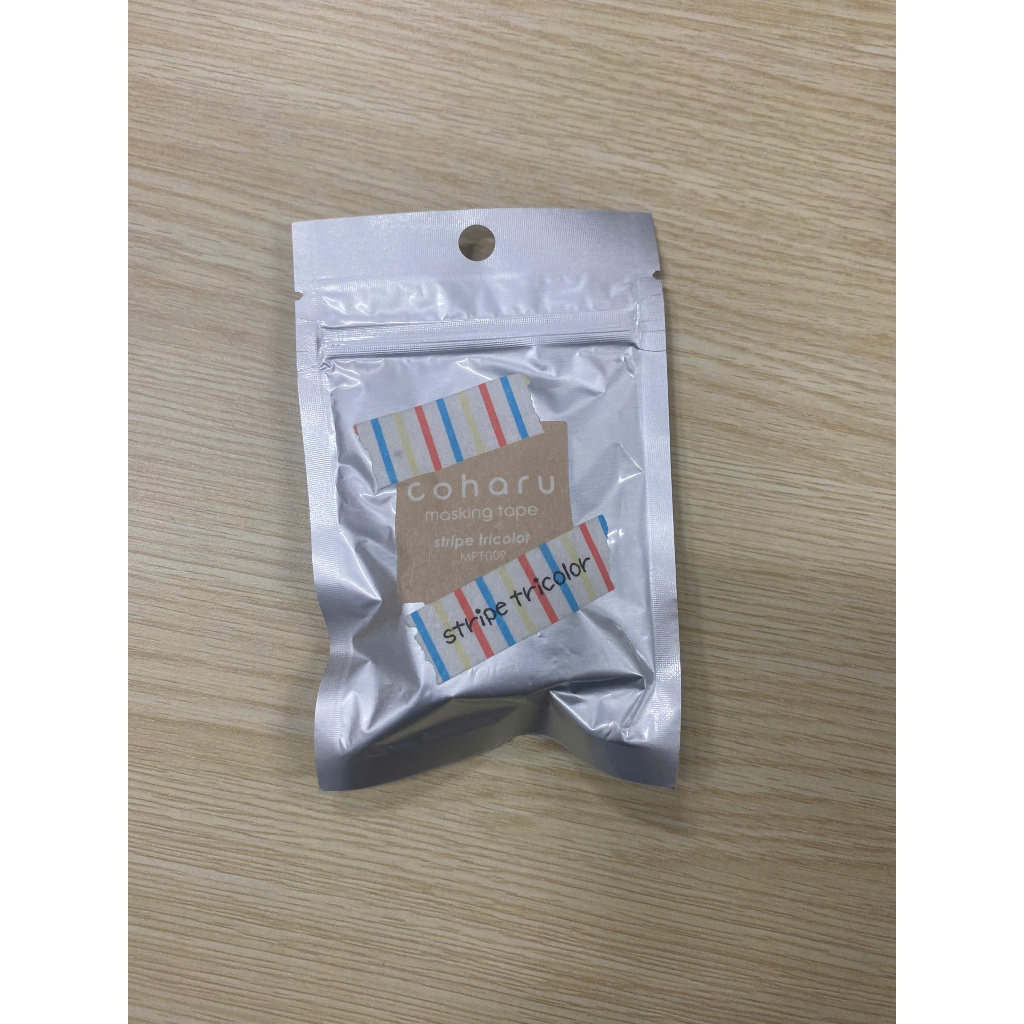 coharu
masking tape
stripe tricolor
MPT009
stripe tricolor